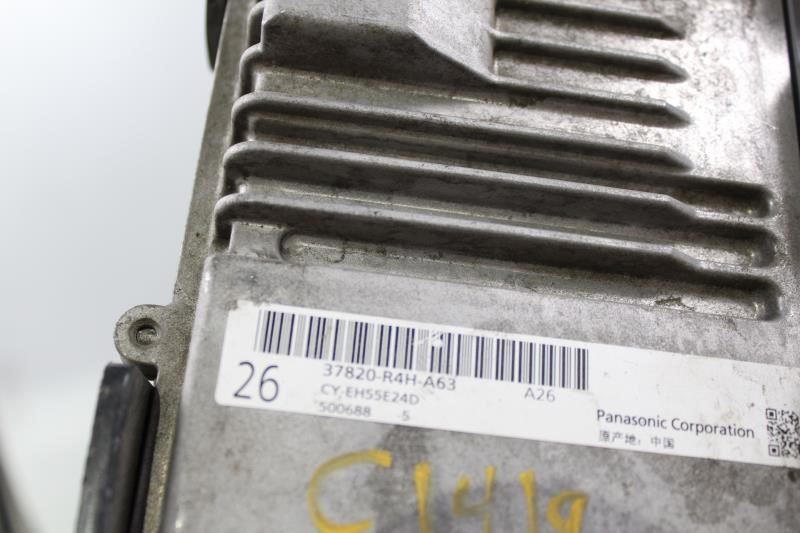 37820-R4H-A63 A26
26
CY-EH55E24D
500688 -5
Panasonic Corporation
原产地: 中国
C1419